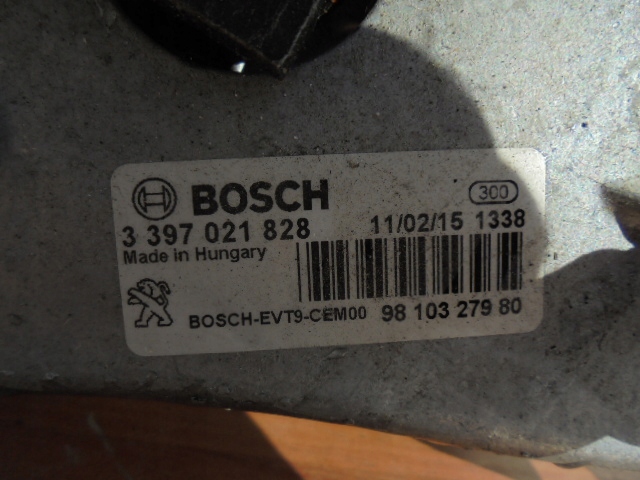 BOSCH
300
3 397 021 828
11/02/15 1338
Made in Hungary
BOSCH-EVT9-CEM00
98 103 279 80